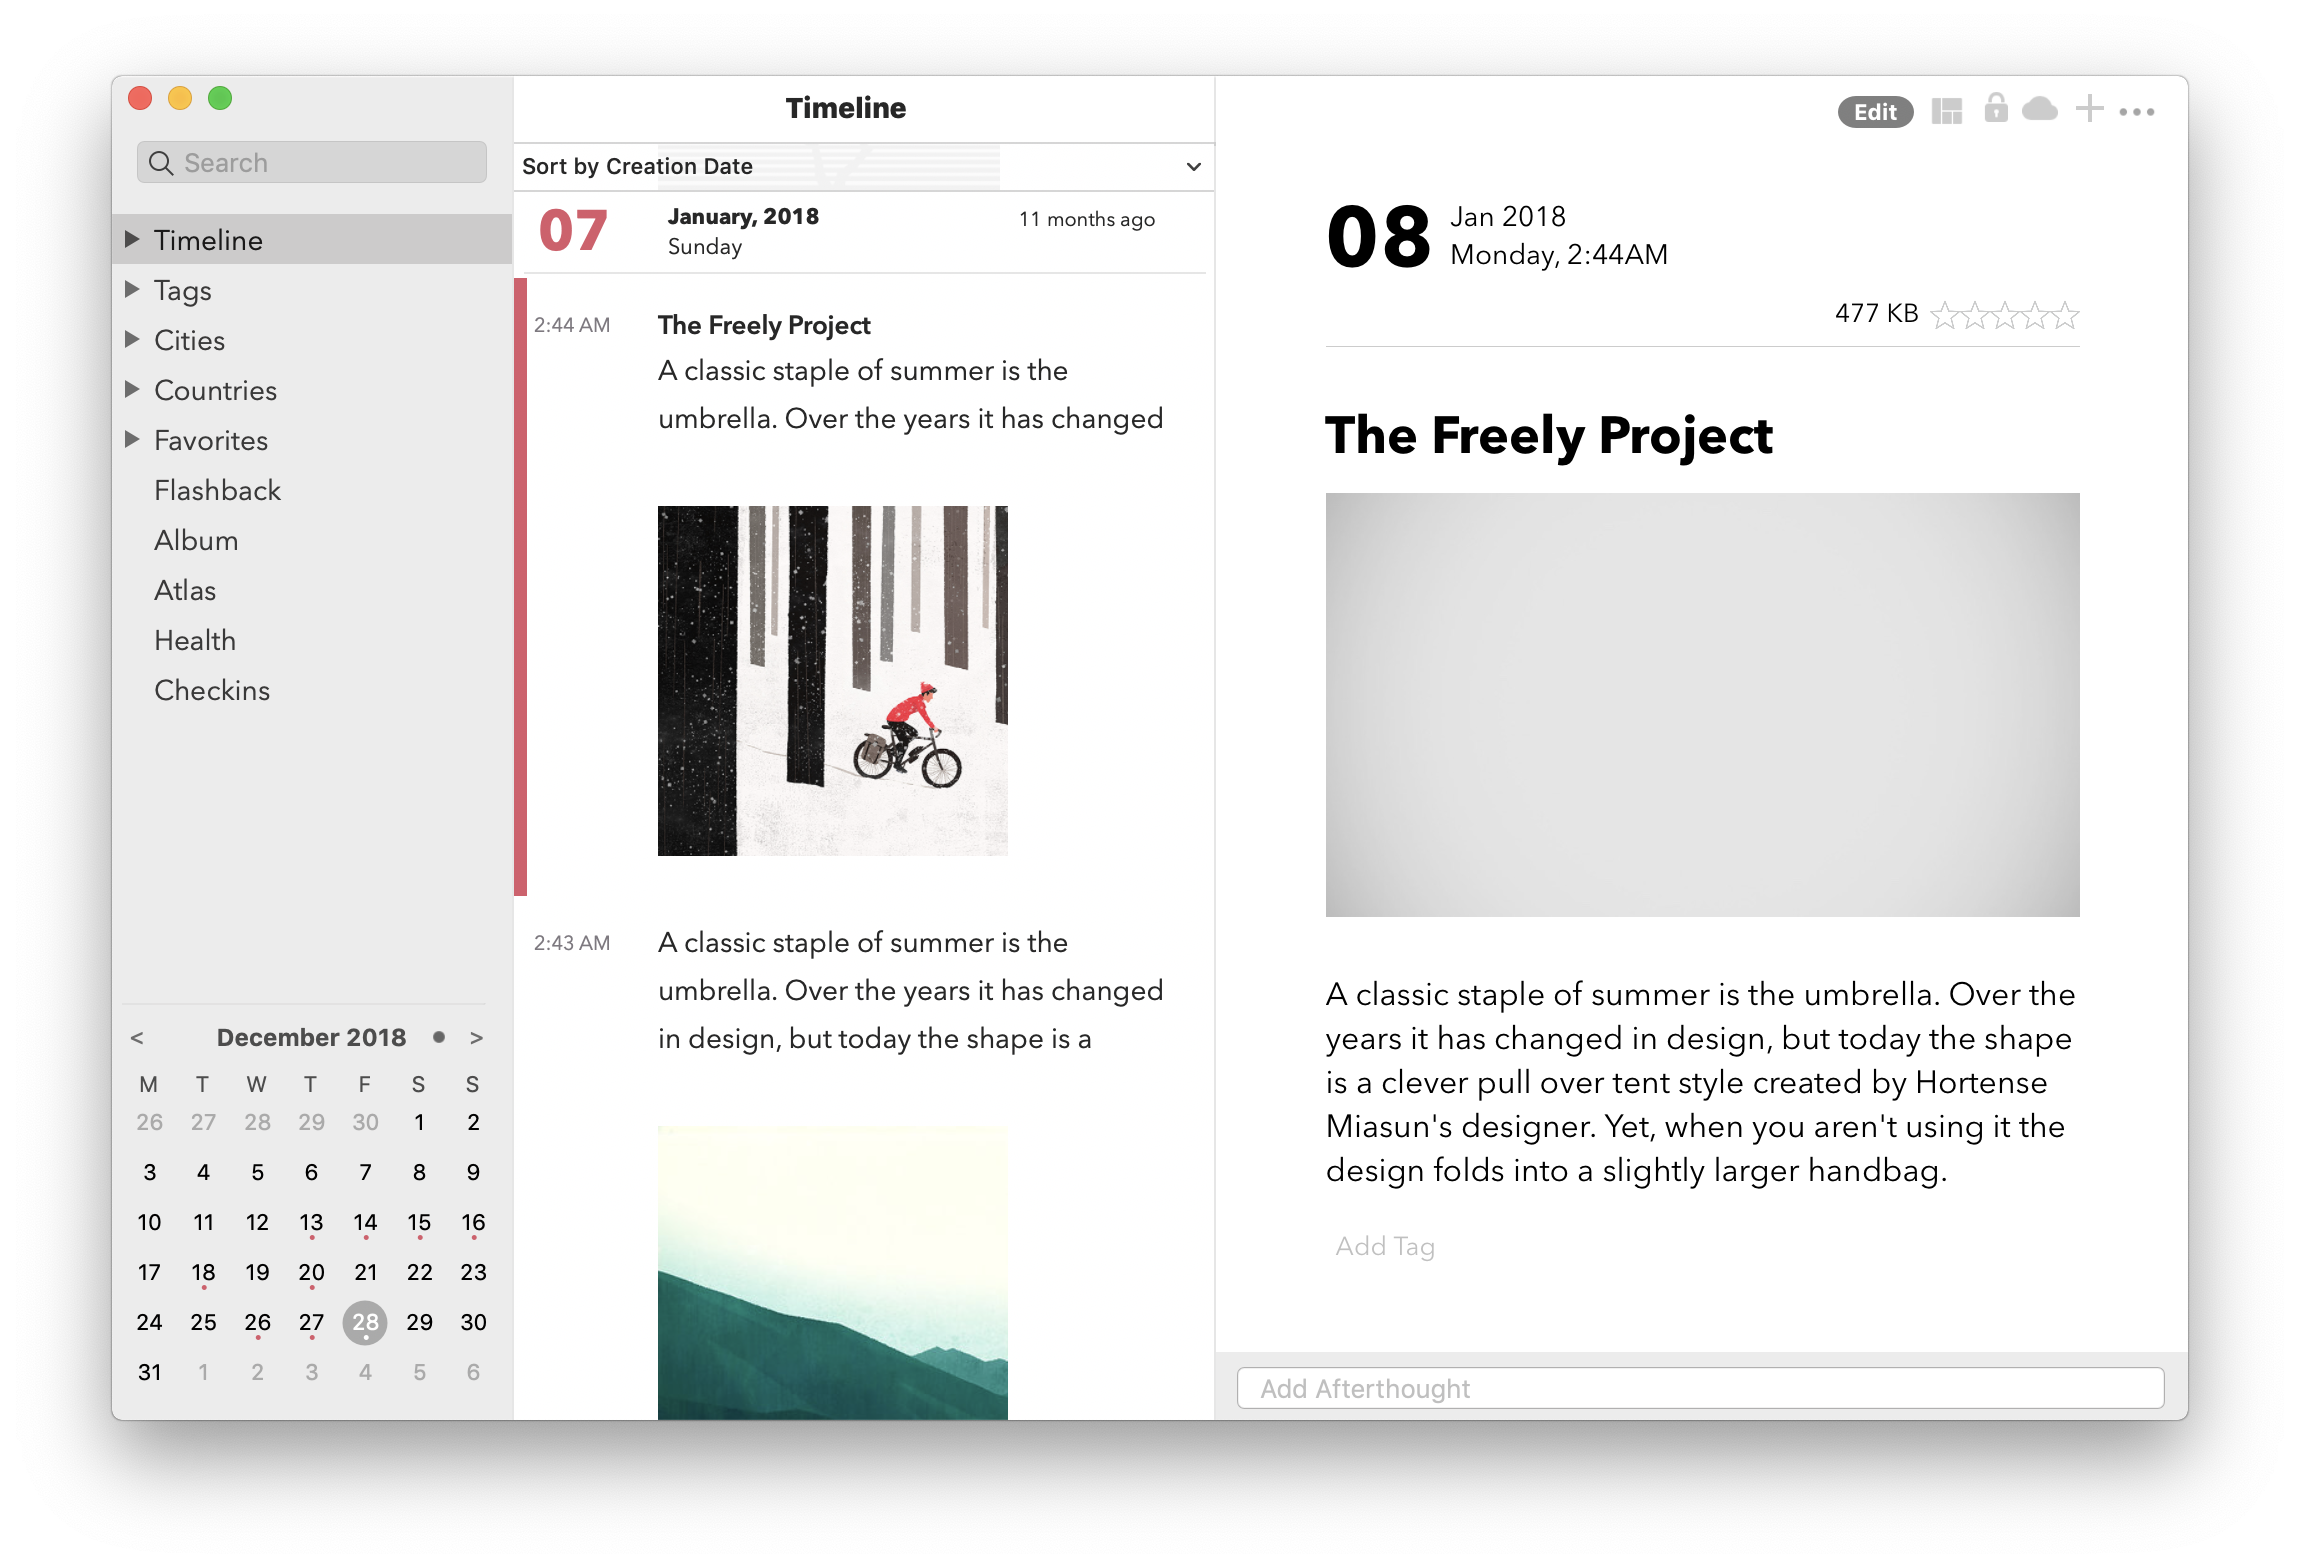 Search
Timeline
Tags
Cities
Countries
Favorites
Flashback
Album
Atlas
Health
Checkins
< December 2018 >
M T W T F S S
26 27 28 29 30 1 2
3 4 5 6 7 8 9
10 11 12 13 14 15 16
17 18 19 20 21 22 23
24 25 26 27 28 29 30
31 1 2 3 4 5 6
Timeline
Sort by Creation Date
07 January, 2018 11 months ago
Sunday
2:44 AM The Freely Project
A classic staple of summer is the
umbrella. Over the years it has changed
2:43 AM A classic staple of summer is the
umbrella. Over the years it has changed
in design, but today the shape is a
Edit
08 Jan 2018
Monday, 2:44AM
477 KB
The Freely Project
A classic staple of summer is the umbrella. Over the
years it has changed in design, but today the shape
is a clever pull over tent style created by Hortense
Miasun's designer. Yet, when you aren't using it the
design folds into a slightly larger handbag.
Add Tag
Add Afterthought